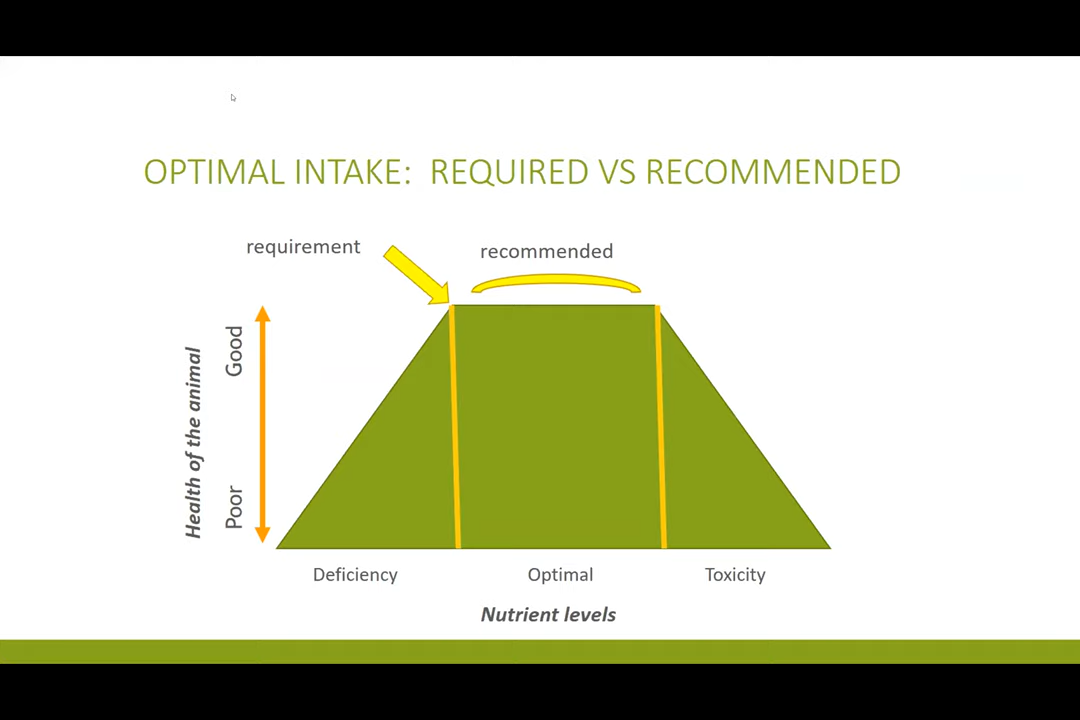 OPTIMAL INTAKE: REQUIRED VS RECOMMENDED
requirement
recommended
Health of the animal
Good
Poor
Deficiency
Optimal
Toxicity
Nutrient levels